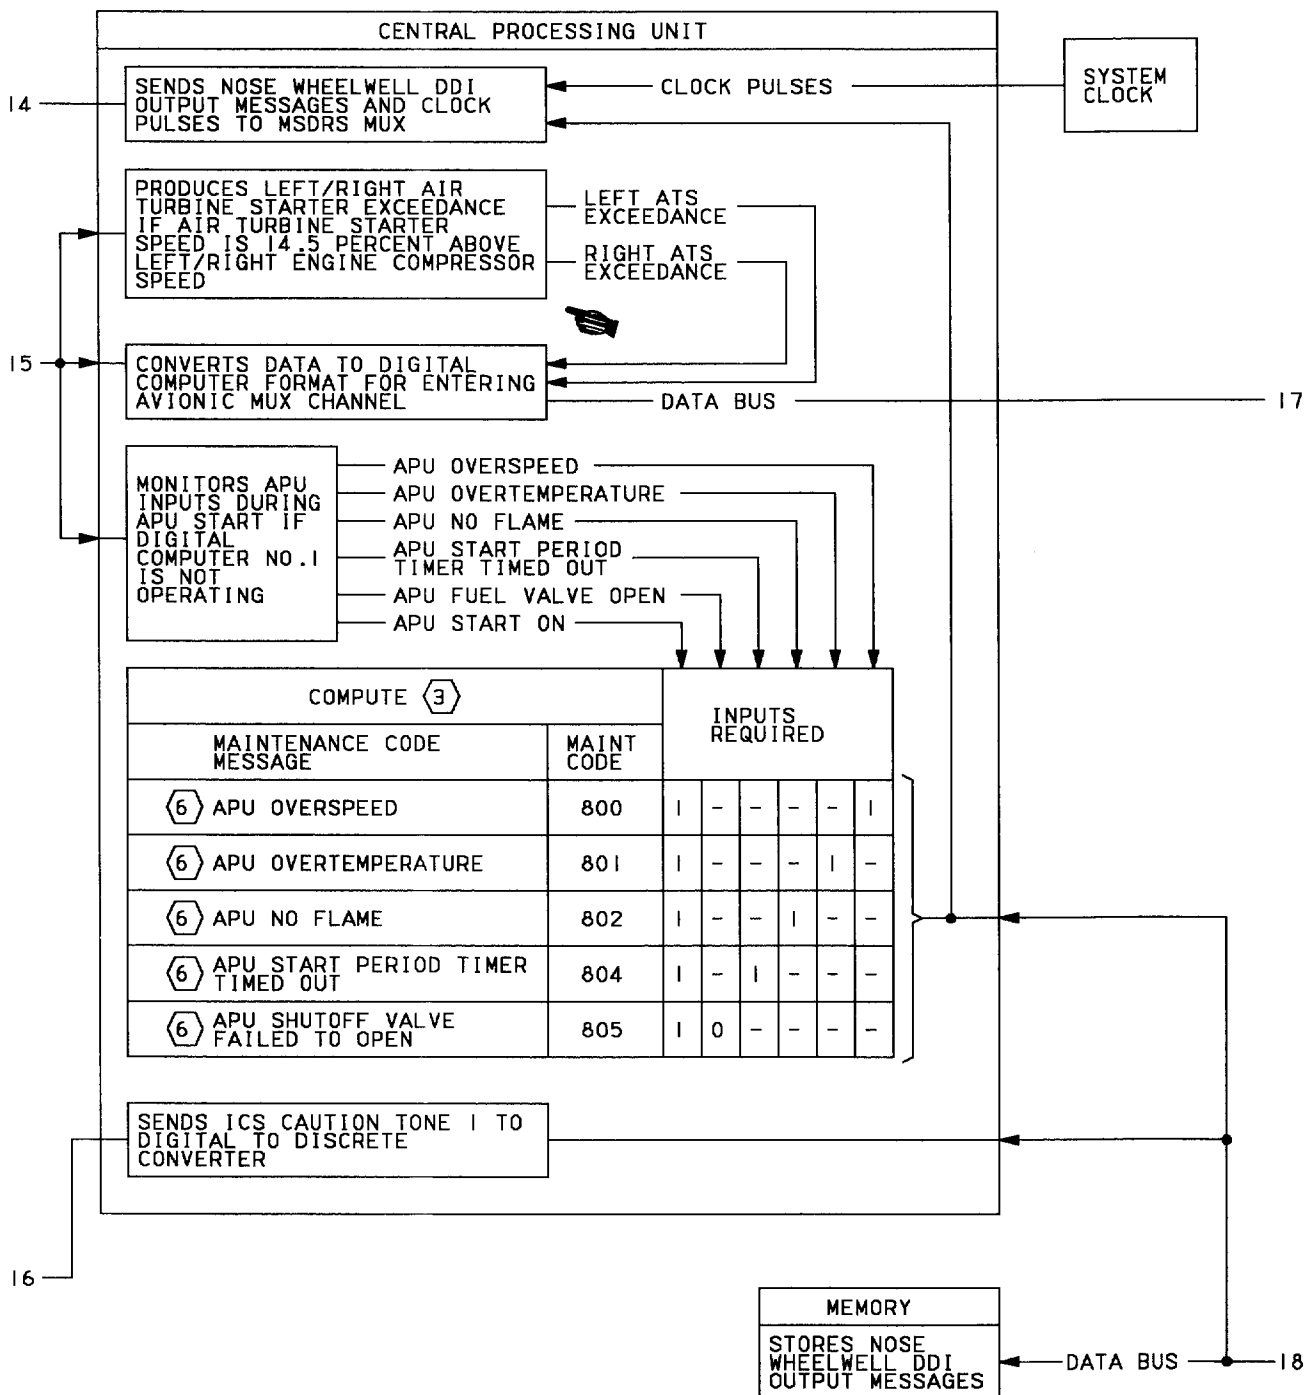 CENTRAL PROCESSING UNIT
SENDS NOSE WHEELWELL DDI
OUTPUT MESSAGES AND CLOCK
PULSES TO MSDRS MUX
CLOCK PULSES
SYSTEM
CLOCK
14
PRODUCES LEFT/RIGHT AIR
TURBINE STARTER EXCEEDANCE
IF AIR TURBINE STARTER
SPEED IS 14.5 PERCENT ABOVE
LEFT/RIGHT ENGINE COMPRESSOR
SPEED
LEFT ATS
EXCEEDANCE
RIGHT ATS
EXCEEDANCE
15
CONVERTS DATA TO DIGITAL
COMPUTER FORMAT FOR ENTERING
AVIONIC MUX CHANNEL
DATA BUS
17
MONITORS APU
INPUTS DURING
APU START IF
DIGITAL
COMPUTER NO.1
IS NOT
OPERATING
APU OVERSPEED
APU OVERTEMPERATURE
APU NO FLAME
APU START PERIOD
TIMER TIMED OUT
APU FUEL VALVE OPEN
APU START ON
COMPUTE 3
INPUTS
REQUIRED
MAINTENANCE CODE
MESSAGE
MAINT
CODE
6 APU OVERSPEED 800 1 - - - - 1
6 APU OVERTEMPERATURE 801 1 - - - 1 -
6 APU NO FLAME 802 1 - - 1 - -
6 APU START PERIOD TIMER
TIMED OUT 804 1 - 1 - - -
6 APU SHUTOFF VALVE
FAILED TO OPEN 805 1 0 - - - -
SENDS ICS CAUTION TONE 1 TO
DIGITAL TO DISCRETE
CONVERTER
16
MEMORY
STORES NOSE
WHEELWELL DDI
OUTPUT MESSAGES
DATA BUS
18